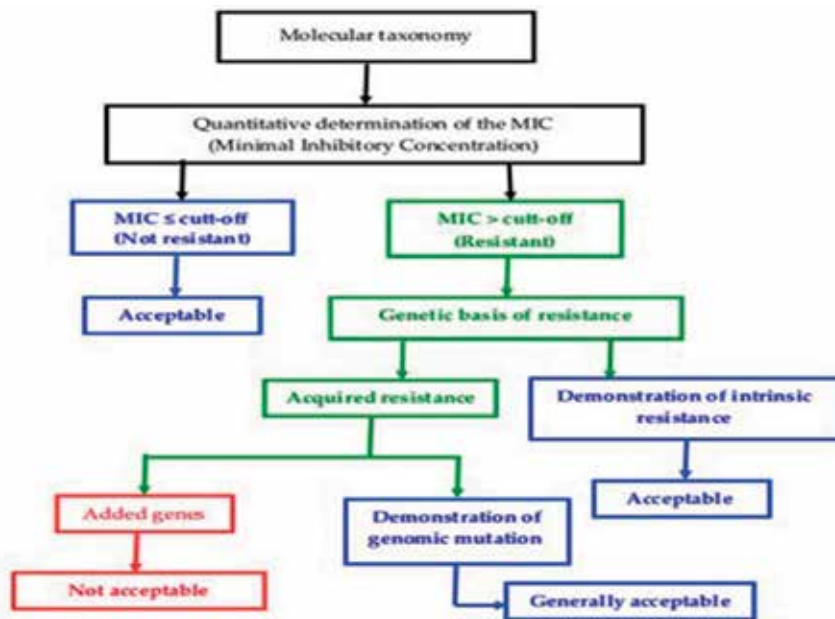 Molecular taxonomy
Quantitative determination of the MIC
(Minimal Inhibitory Concentration)
MIC ≤ cutt-off
(Not resistant)
MIC > cutt-off
(Resistant)
Acceptable
Genetic basis of resistance
Acquired resistance
Demonstration of intrinsic
resistance
Added genes
Demonstration of
genomic mutation
Acceptable
Not acceptable
Generally acceptable